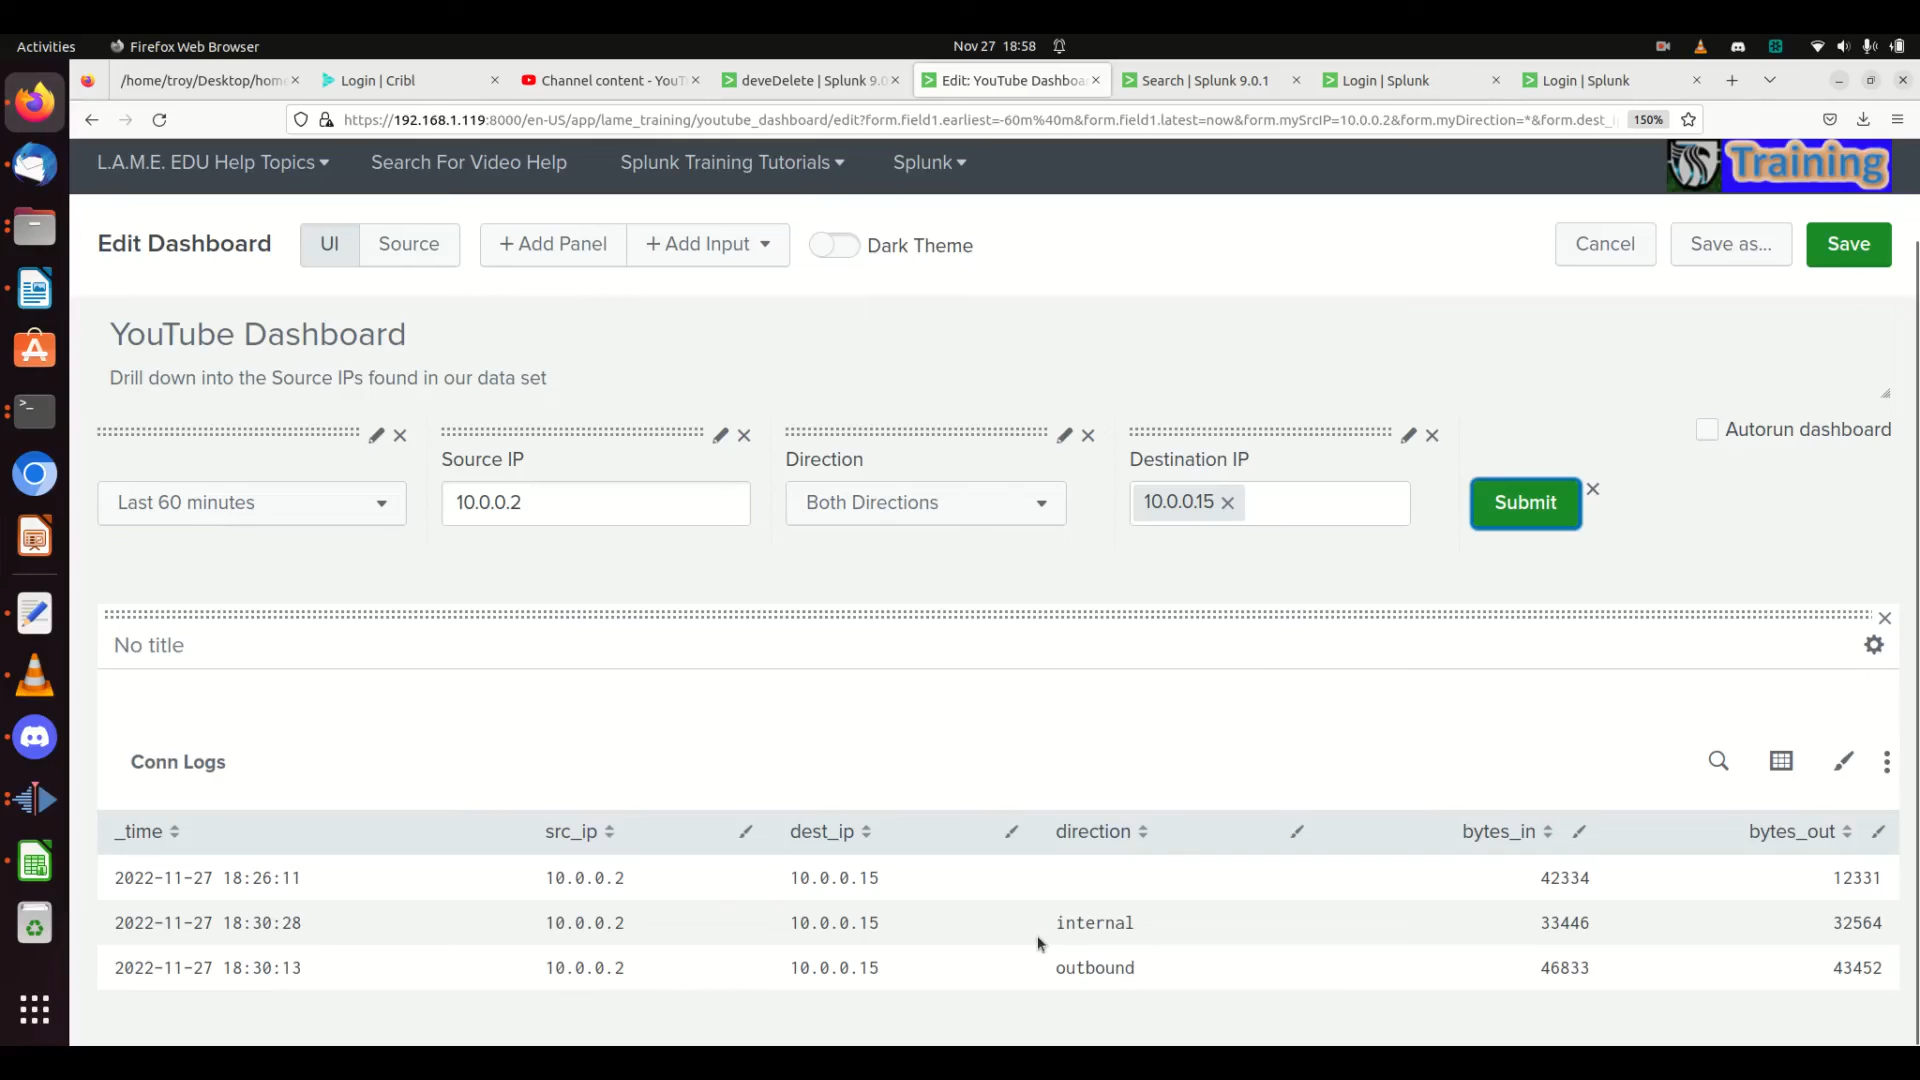 Activities Firefox Web Browser Nov 27 18:58
/home/troy/Desktop/hom Login | Cribl Channel content - YouT deveDelete | Splunk 9.0. Edit: YouTube Dashboa Search | Splunk 9.0.1 Login | Splunk Login | Splunk
https://192.168.1.119:8000/en-US/app/lame_training/youtube_dashboard/edit?form.field1.earliest=-60m%40m&form.field1.latest=now&form.mySrcIP=10.0.0.2&form.myDirection=*&form.dest_i 150%
L.A.M.E. EDU Help Topics Search For Video Help Splunk Training Tutorials Splunk Training
Edit Dashboard UI Source + Add Panel + Add Input Dark Theme Cancel Save as... Save
YouTube Dashboard
Drill down into the Source IPs found in our data set
Autorun dashboard
Source IP Direction Destination IP
Last 60 minutes 10.0.0.2 Both Directions 10.0.0.15 Submit
No title
Conn Logs
_time src_ip dest_ip direction bytes_in bytes_out
2022-11-27 18:26:11 10.0.0.2 10.0.0.15 42334 12331
2022-11-27 18:30:28 10.0.0.2 10.0.0.15 internal 33446 32564
2022-11-27 18:30:13 10.0.0.2 10.0.0.15 outbound 46833 43452